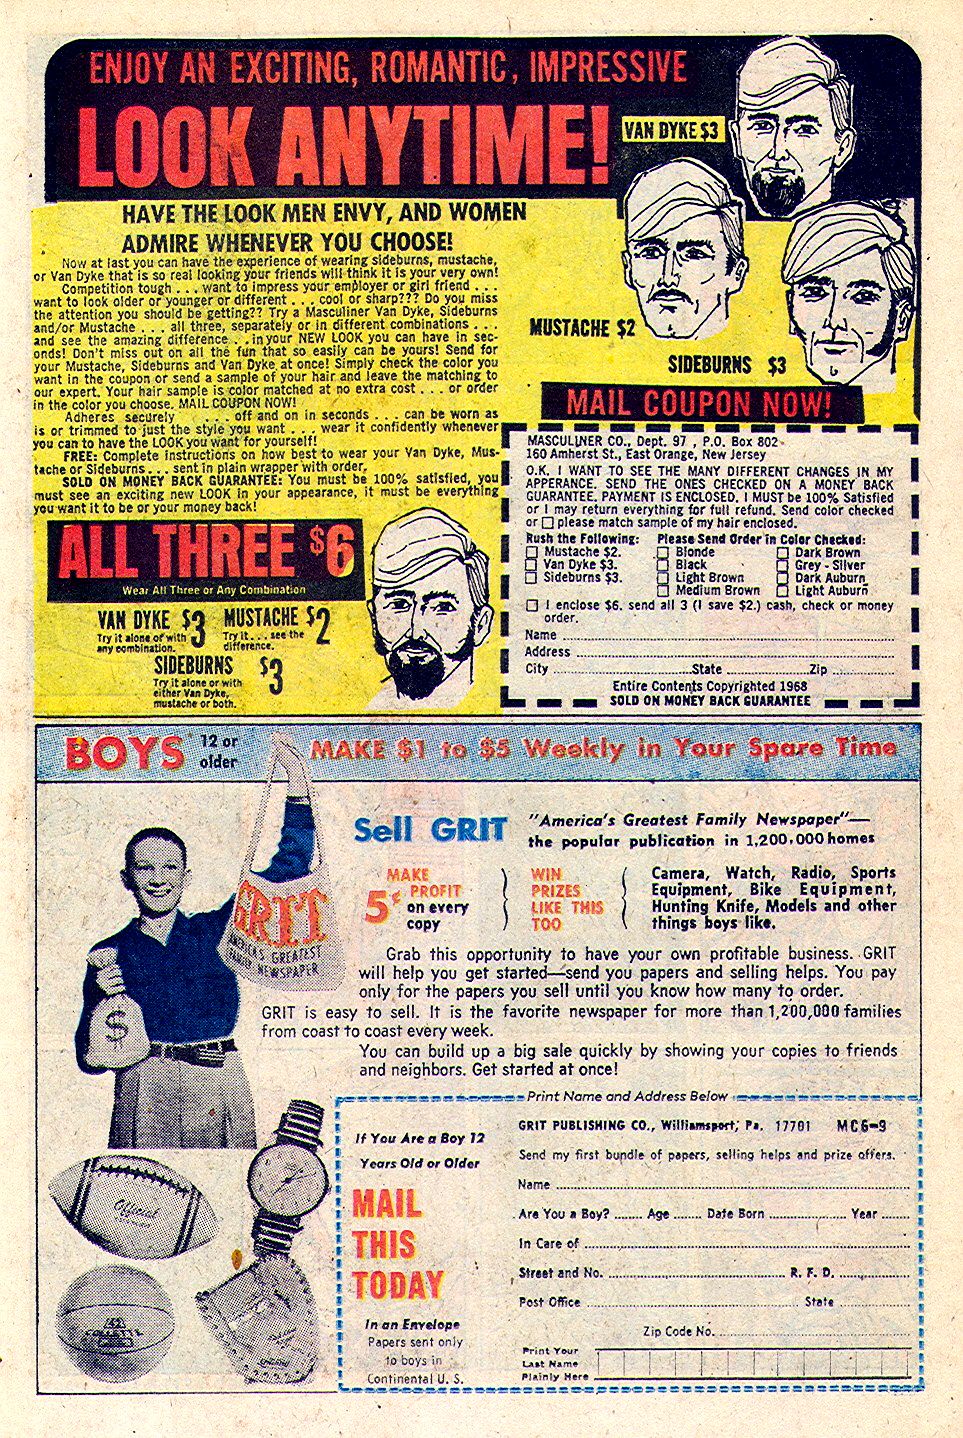 ENJOY AN EXCITING, ROMANTIC, IMPRESSIVE
LOOK ANYTIME!
VAN DYKE $3
HAVE THE LOOK MEN ENVY, AND WOMEN
ADMIRE WHENEVER YOU CHOOSE!
Now at last you can have the experience of wearing sideburns, mustache,
or Van Dyke that is so real looking your friends will think it is your very own!
Competition tough . . . want to impress your employer or girl friend . . .
want to look older or younger or different . . . cool or sharp??? Do you miss
the attention you should be getting?? Try a Masculiner Van Dyke, Sideburns
and/or Mustache . . . all three, separately or in different combinations . . .
and see the amazing difference . . in your NEW LOOK you can have in sec-
onds! Don't miss out on all the fun that so easily can be yours! Send for
your Mustache, Sideburns and Van Dyke at once! Simply check the color you
want in the coupon or send a sample of your hair and leave the matching to
our expert. Your hair sample is color matched at no extra cost . . . or order
in the color you choose. MAIL COUPON NOW!
Adheres securely . . . off and on in seconds . . . can be worn as
is or trimmed to just the style you want . . . wear it confidently whenever
you can to have the LOOK you want for yourself!
FREE: Complete instructions on how best to wear your Van Dyke, Mus-
tache or Sideburns . . . sent in plain wrapper with order.
SOLD ON MONEY BACK GUARANTEE: You must be 100% satisfied, you
must see an exciting new LOOK in your appearance, it must be everything
you want it to be or your money back!
MUSTACHE $2
SIDEBURNS $3
MAIL COUPON NOW!
ALL THREE $6
Wear All Three or Any Combination
VAN DYKE $3
Try it alone of with
any combination.
MUSTACHE $2
Try it . . . see the
difference.
SIDEBURNS $3
Try it alone or with
either Van Dyke,
mustache or both.
MASCULINER CO., Dept. 97 , P.O. Box 802
160 Amherst St., East Orange, New Jersey
O.K. I WANT TO SEE THE MANY DIFFERENT CHANGES IN MY
APPERANCE. SEND THE ONES CHECKED ON A MONEY BACK
GUARANTEE. PAYMENT IS ENCLOSED. I MUST be 100% Satisfied
or I may return everything for full refund. Send color checked
or □ please match sample of my hair enclosed.
Rush the Following: Please Send Order in Color Checked:
□ Mustache $2. □ Blonde □ Dark Brown
□ Van Dyke $3. □ Black □ Grey - Silver
□ Sideburns $3. □ Light Brown □ Dark Auburn
□ Medium Brown □ Light Auburn
□ I enclose $6. send all 3 (I save $2.) cash, check or money
order.
Name
Address
City State Zip
Entire Contents Copyrighted 1968
SOLD ON MONEY BACK GUARANTEE
BOYS 12 or
older
MAKE $1 to $5 Weekly in Your Spare Time
Sell GRIT
"America's Greatest Family Newspaper"—
the popular publication in 1,200,000 homes
MAKE
5¢ PROFIT
on every
copy
WIN
PRIZES
LIKE THIS
TOO
Camera, Watch, Radio, Sports
Equipment, Bike Equipment,
Hunting Knife, Models and other
things boys like.
GRIT
AMERICA'S GREATEST
FAMILY NEWSPAPER
$
Grab this opportunity to have your own profitable business. GRIT
will help you get started—send you papers and selling helps. You pay
only for the papers you sell until you know how many to order.
GRIT is easy to sell. It is the favorite newspaper for more than 1,200,000 families
from coast to coast every week.
You can build up a big sale quickly by showing your copies to friends
and neighbors. Get started at once!
Print Name and Address Below
Official
If You Are a Boy 12
Years Old or Older
MAIL
THIS
TODAY
In an Envelope
Papers sent only
to boys in
Continental U. S.
GRIT PUBLISHING CO., Williamsport, Pa. 17701 MC6-9
Send my first bundle of papers, selling helps and prize offers.
Name
Are You a Boy? Age Date Born Year
In Care of
Street and No. R. F. D.
Post Office State
Zip Code No.
Print Your
Last Name
Plainly Here